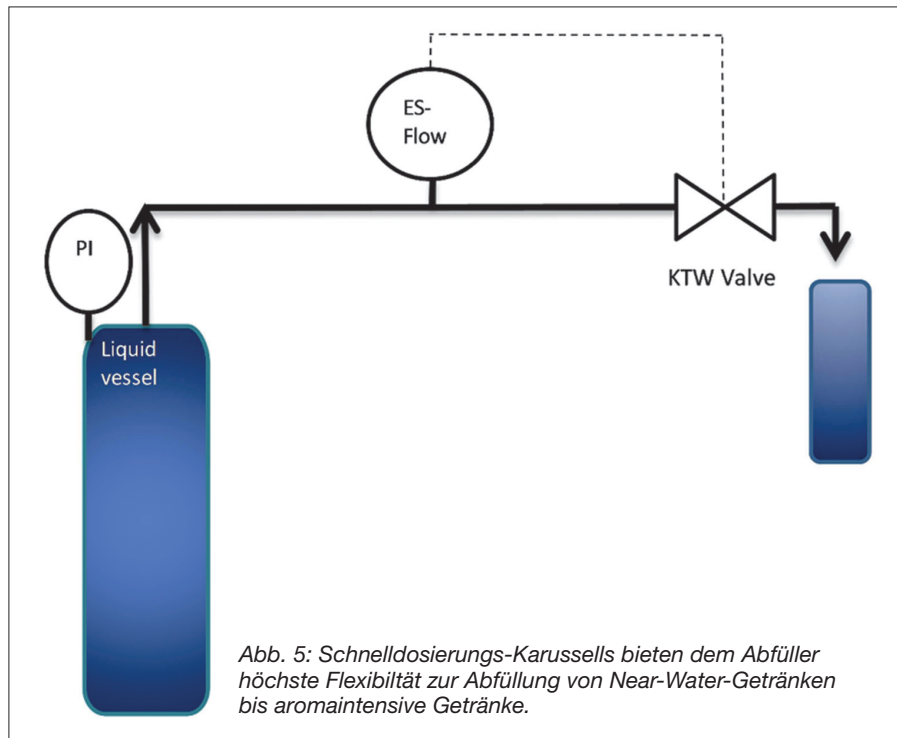 ES-
Flow
PI
KTW Valve
Liquid
vessel
Abb. 5: Schnelldosierungs-Karussells bieten dem Abfüller
höchste Flexibiltät zur Abfüllung von Near-Water-Getränken
bis aromaintensive Getränke.